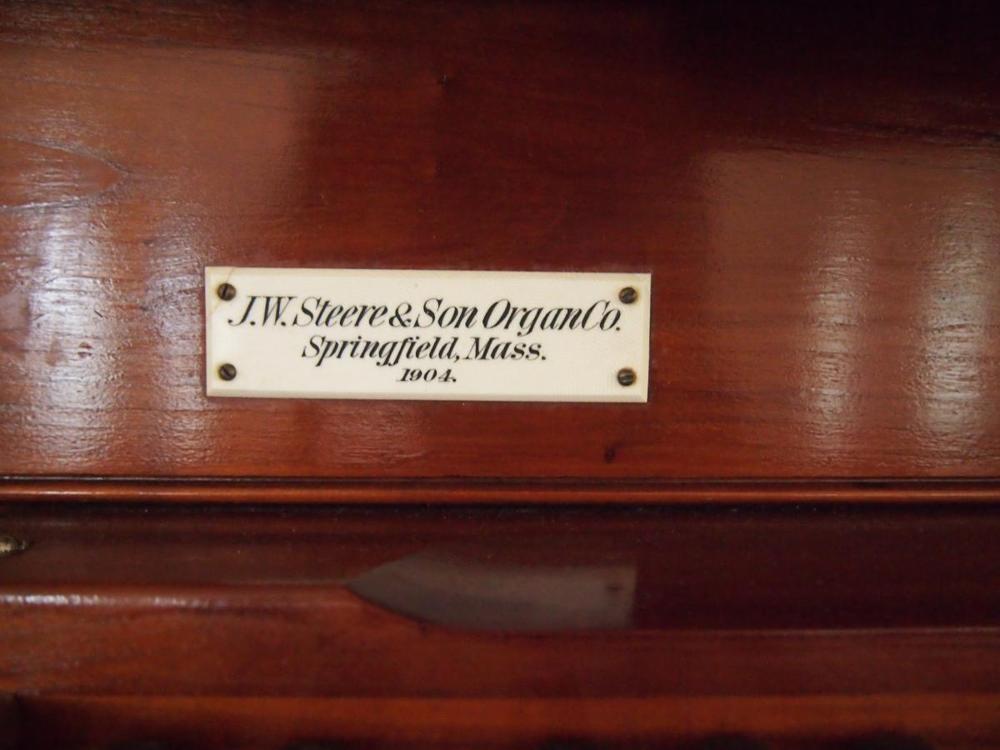 J.W. Steere & Son Organ Co.
Springfield, Mass.
1904.